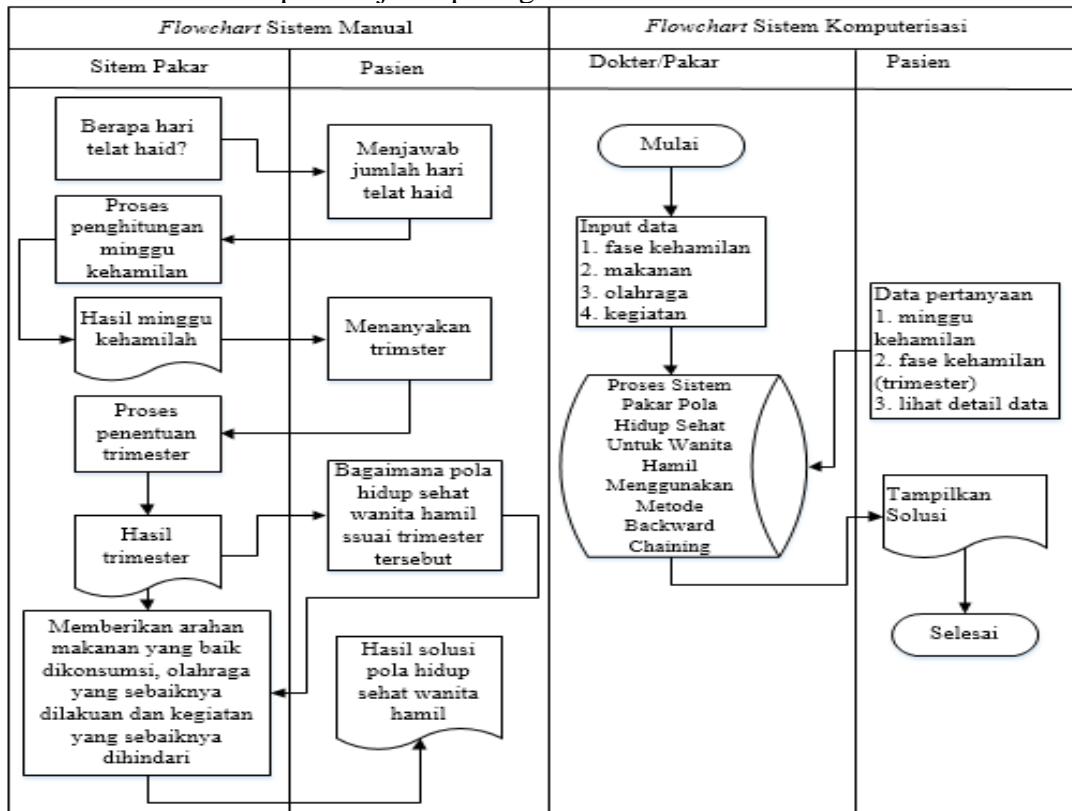 Flowchart Sistem Manual
Flowchart Sistem Komputerisasi
Sitem Pakar
Pasien
Dokter/Pakar
Pasien
Berapa hari
telat haid?
Menjawab
jumlah hari
telat haid
Proses
penghitungan
minggu
kehamilan
Hasil minggu
kehamilah
Menanyakan
trimster
Proses
penentuan
trimester
Hasil
trimester
Bagaimana pola
hidup sehat
wanita hamil
ssuai trimester
tersebut
Memberikan arahan
makanan yang baik
dikonsumsi, olahraga
yang sebaiknya
dilakuan dan kegiatan
yang sebaiknya
dihindari
Hasil solusi
pola hidup
sehat wanita
hamil
Mulai
Input data
1. fase kehamilan
2. makanan
3. olahraga
4. kegiatan
Data pertanyaan
1. minggu
kehamilan
2. fase kehamilan
(trimester)
3. lihat detail data
Proses Sistem
Pakar Pola
Hidup Sehat
Untuk Wanita
Hamil
Menggunakan
Metode
Backward
Chaining
Tampilkan
Solusi
Selesai